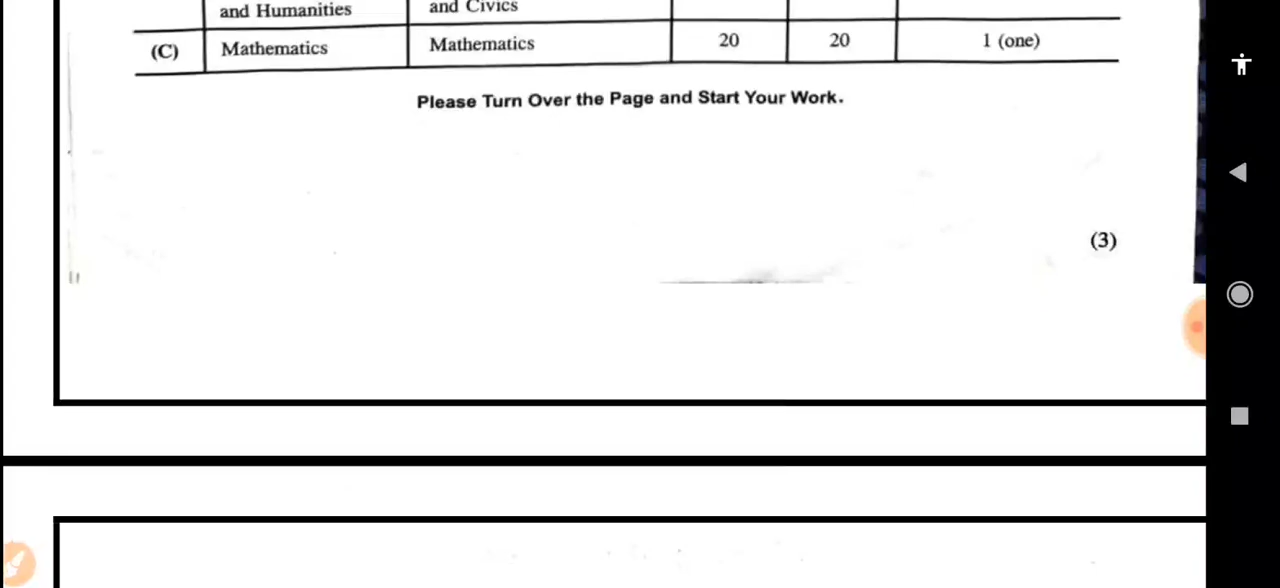 and Humanities and Civics
(C) Mathematics Mathematics 20 20 1 (one)
Please Turn Over the Page and Start Your Work.
(3)